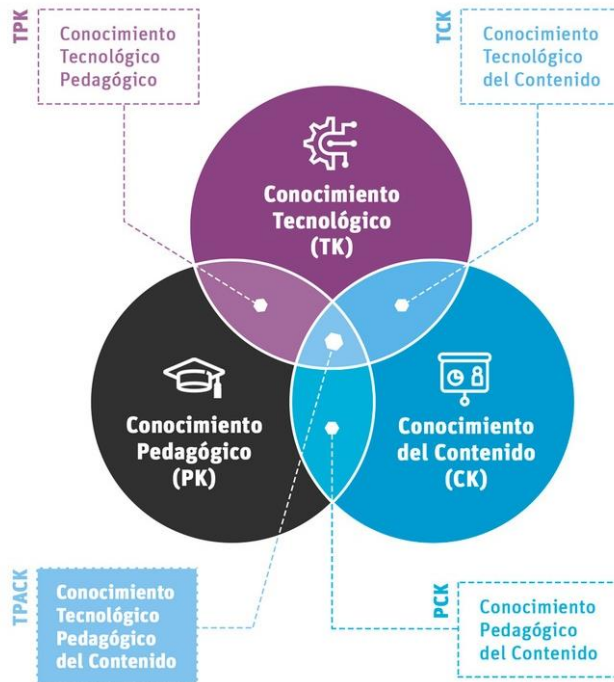 TPK
Conocimiento
Tecnológico
Pedagógico
TCK
Conocimiento
Tecnológico
del Contenido
Conocimiento
Tecnológico
(TK)
Conocimiento
Pedagógico
(PK)
Conocimiento
del Contenido
(CK)
TPACK
Conocimiento
Tecnológico
Pedagógico
del Contenido
PCK
Conocimiento
Pedagógico
del Contenido